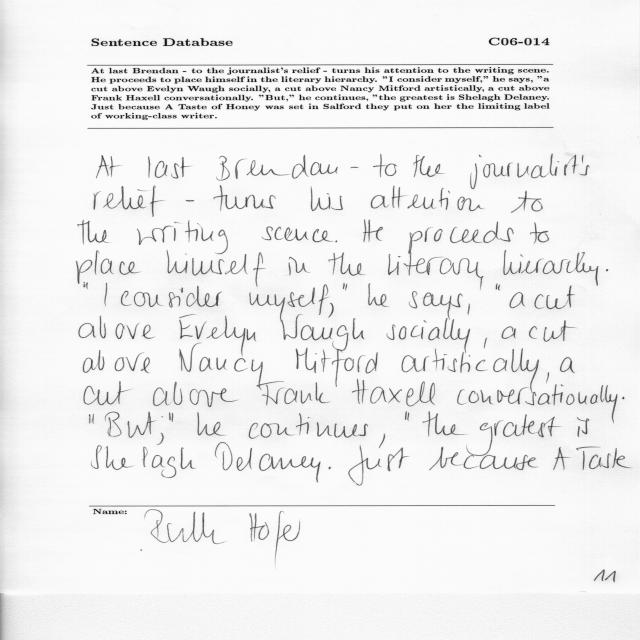 Sentence Database C06-014
At last Brendan - to the journalist's relief - turns his attention to the writing scene.
He proceeds to place himself in the literary hierarchy. "I consider myself," he says, "a
cut above Evelyn Waugh socially, a cut above Nancy Mitford artistically, a cut above
Frank Haxell conversationally. "But," he continues, "the greatest is Shelagh Delaney.
Just because A Taste of Honey was set in Salford they put on her the limiting label
of working-class writer.
At last Brendan - to the journalist's
relief - turns his attention to
the writing scence. He proceeds to
place himself in the literary hierarchy.
"I consider myself," he says, "a cut
above Evelyn Waugh socially, a cut
above Nancy Mitford artistically, a
cut above Frank Haxell conversationally.
"But," he continues, "the gratest is
Shelagh Delaney. Just because A Taste
Name: Ruth Hofer
11